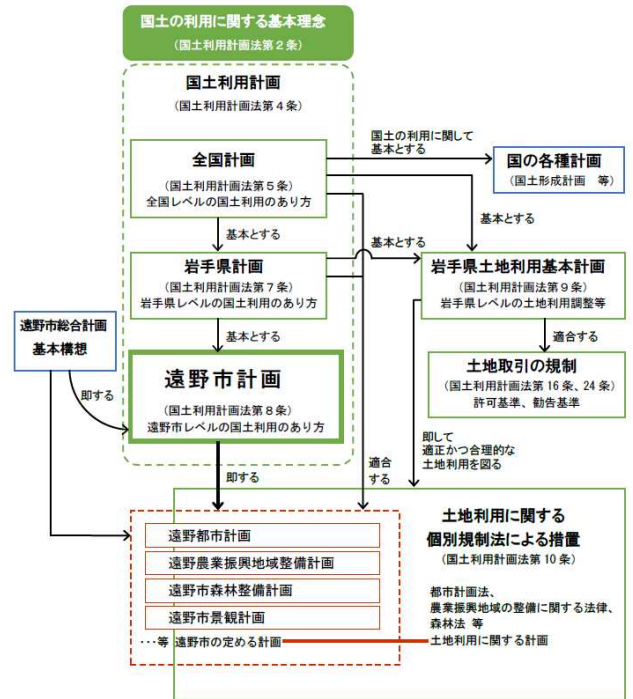 国土の利用に関する基本理念
（国土利用計画法第２条）
国土利用計画
（国土利用計画法第４条）
全国計画
（国土利用計画法第５条）
全国レベルの国土利用のあり方
国土の利用に関して
基本とする
国の各種計画
（国土形成計画　等）
基本とする
基本とする
基本とする
岩手県計画
（国土利用計画法第７条）
岩手県レベルの国土利用のあり方
岩手県土地利用基本計画
（国土利用計画法第９条）
岩手県レベルの土地利用調整等
遠野市総合計画
基本構想
基本とする
適合する
即する
遠野市計画
（国土利用計画法第８条）
遠野市レベルの国土利用のあり方
土地取引の規制
（国土利用計画法第 16 条、24 条）
許可基準、勧告基準
即して
適正かつ合理的な
土地利用を図る
適合
する
即する
土地利用に関する
個別規制法による措置
（国土利用計画法第 10 条）
遠野都市計画
遠野農業振興地域整備計画
遠野市森林整備計画
遠野市景観計画
･･･等 遠野市の定める計画
都市計画法、
農業振興地域の整備に関する法律、
森林法 等
土地利用に関する計画